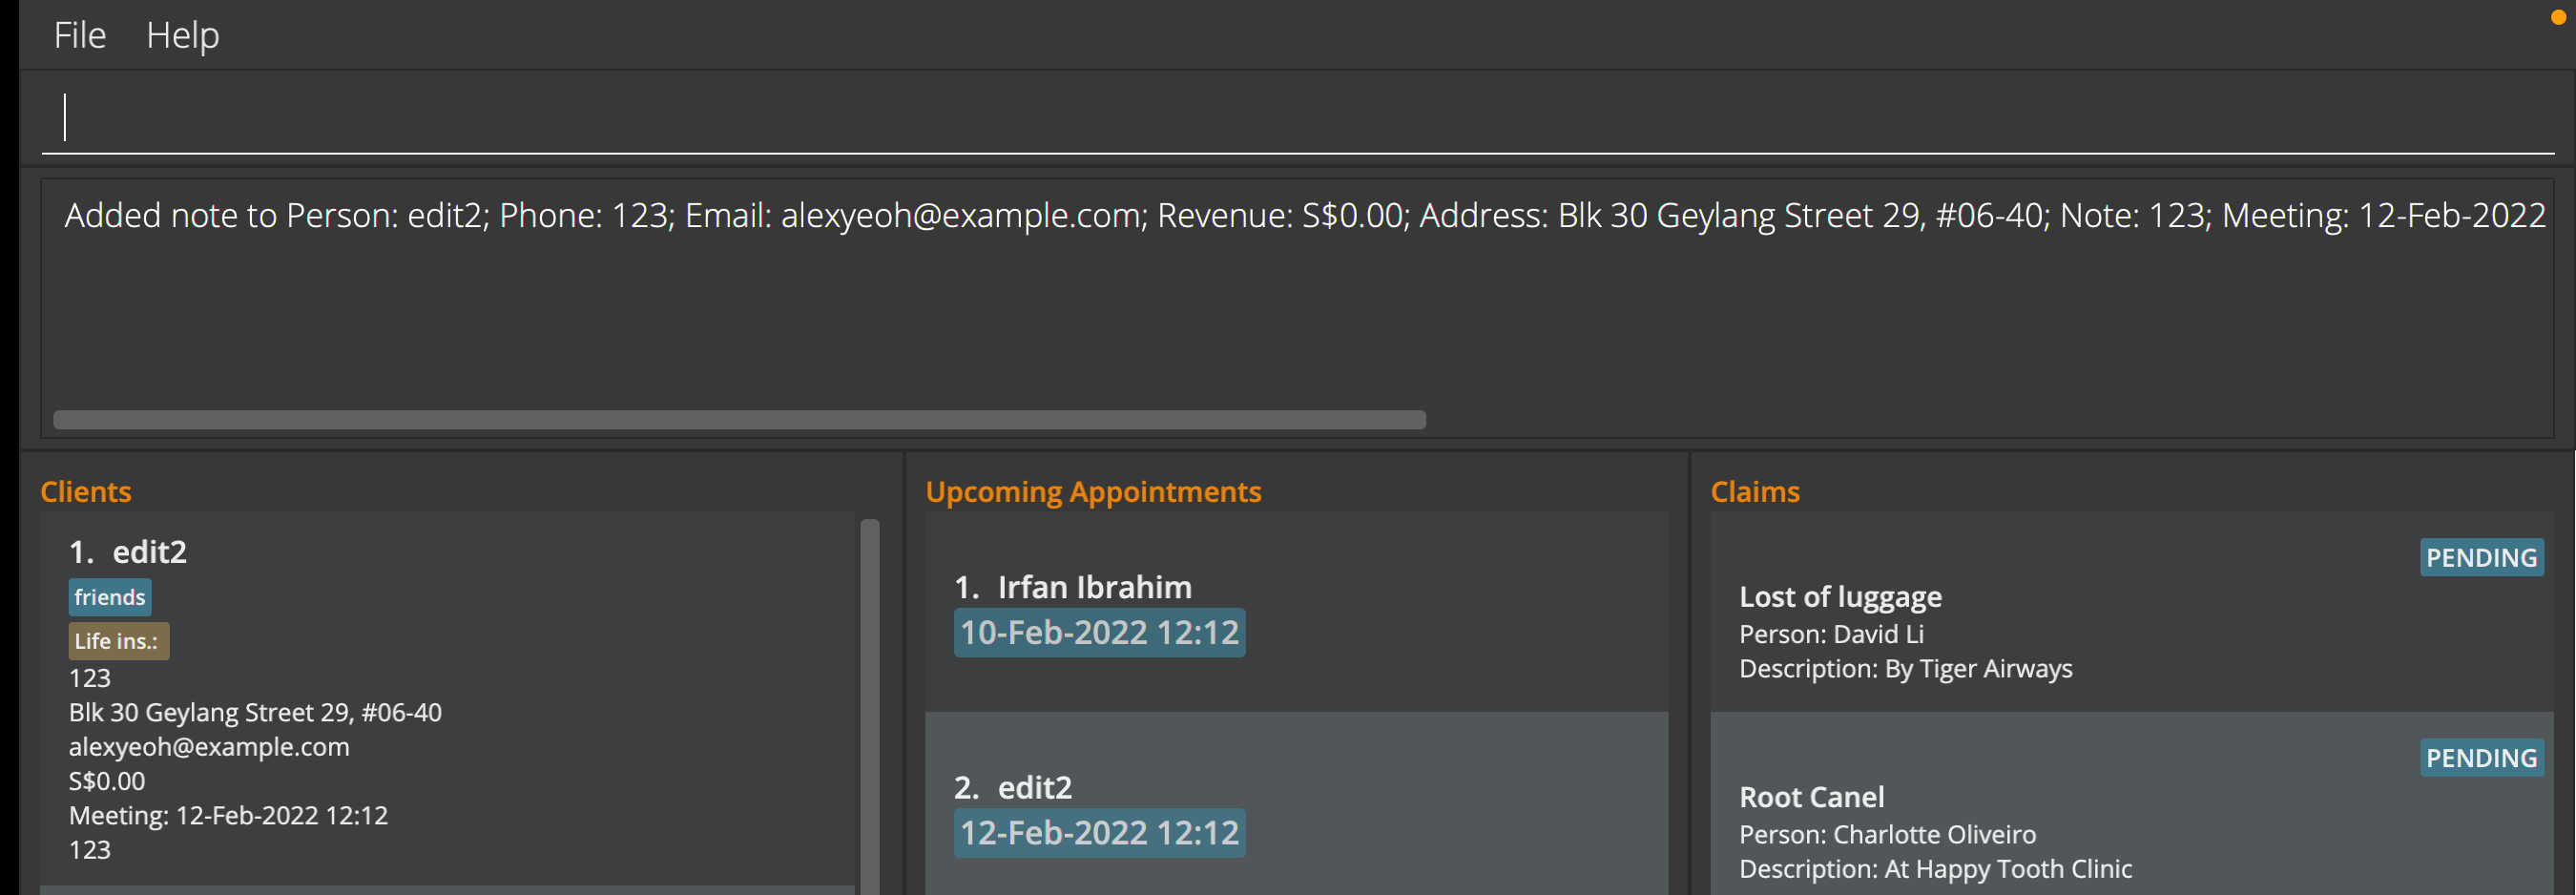 File Help
Added note to Person: edit2; Phone: 123; Email: alexyeoh@example.com; Revenue: S$0.00; Address: Blk 30 Geylang Street 29, #06-40; Note: 123; Meeting: 12-Feb-2022
Clients
1. edit2
friends
Life ins.:
123
Blk 30 Geylang Street 29, #06-40
alexyeoh@example.com
S$0.00
Meeting: 12-Feb-2022 12:12
123
Upcoming Appointments
1. Irfan Ibrahim
10-Feb-2022 12:12
2. edit2
12-Feb-2022 12:12
Claims
PENDING
Lost of luggage
Person: David Li
Description: By Tiger Airways
PENDING
Root Canel
Person: Charlotte Oliveiro
Description: At Happy Tooth Clinic